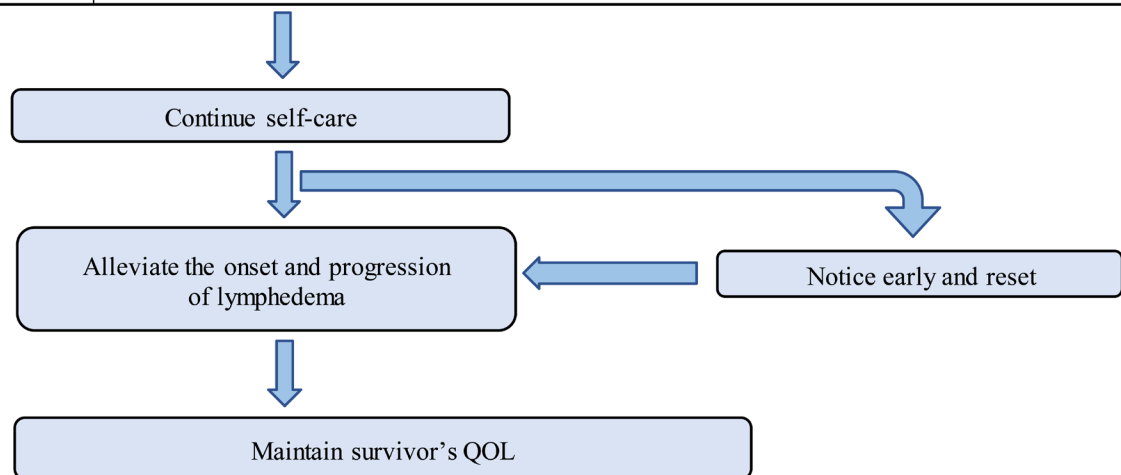 Continue self-care
Alleviate the onset and progression
of lymphedema
Notice early and reset
Maintain survivor’s QOL